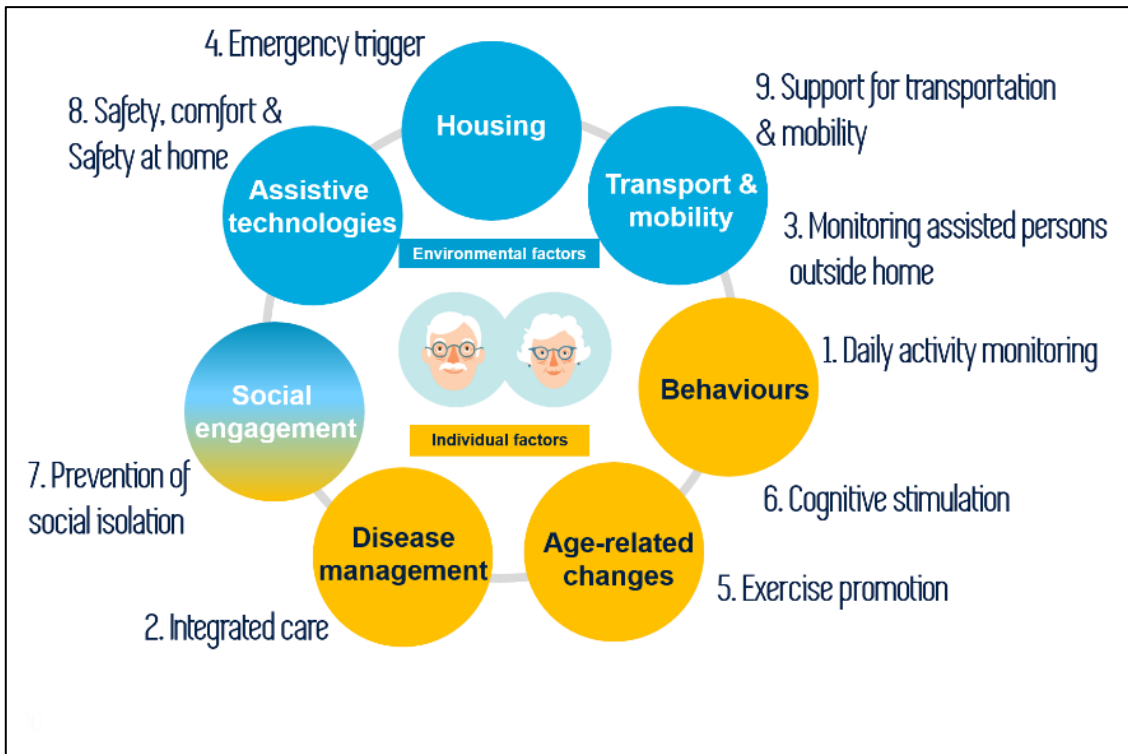 4. Emergency trigger
8. Safety, comfort &
Safety at home
Housing
9. Support for transportation
& mobility
Assistive
technologies
Transport &
mobility
Environmental factors
3. Monitoring assisted persons
outside home
1. Daily activity monitoring
Behaviours
Social
engagement
Individual factors
7. Prevention of
social isolation
6. Cognitive stimulation
Disease
management
Age-related
changes
5. Exercise promotion
2. Integrated care